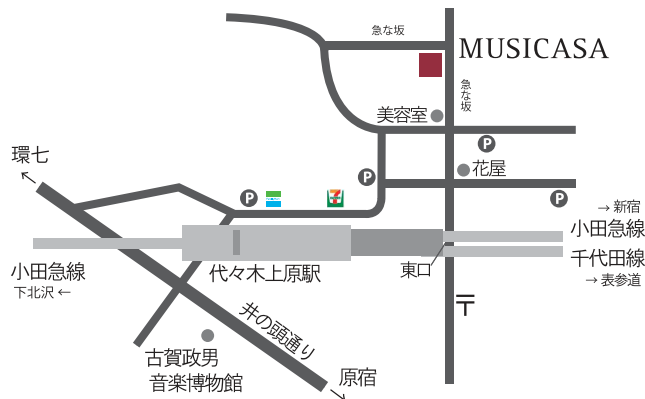 急な坂
MUSICASA
急な坂
美容室
P
環七
P
花屋
P
P
7
P
→新宿
小田急線
千代田線
→表参道
小田急線
下北沢←
代々木上原駅
東口
〒
井の頭通り
古賀政男
音楽博物館
原宿